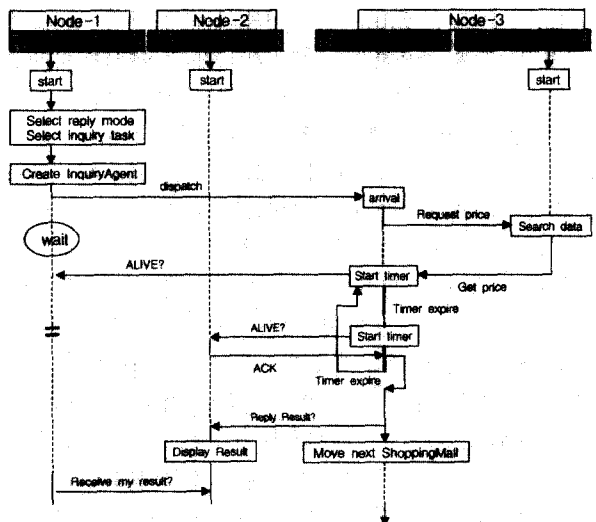 Node-1
Node-2
Node-3
start
start
start
Select reply mode
Select inquiry task
Create InquiryAgent
dispatch
arrival
Request price
Search data
wait
ALIVE?
Start timer
Get price
Timer expire
ALIVE?
Start timer
ACK
Timer expire
Reply Result?
Display Result
Move next ShoppingMall
Receive my result?